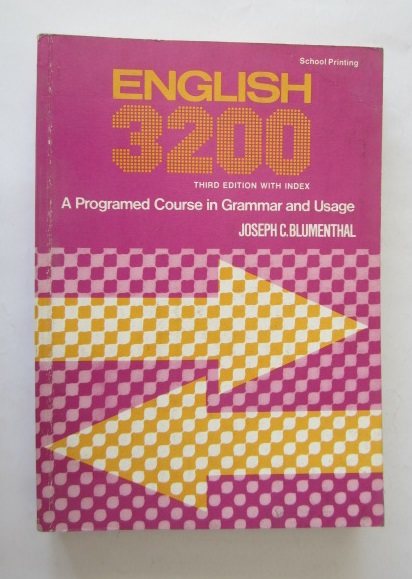 School Printing
ENGLISH
3200
THIRD EDITION WITH INDEX
A Programed Course in Grammar and Usage
JOSEPH C. BLUMENTHAL